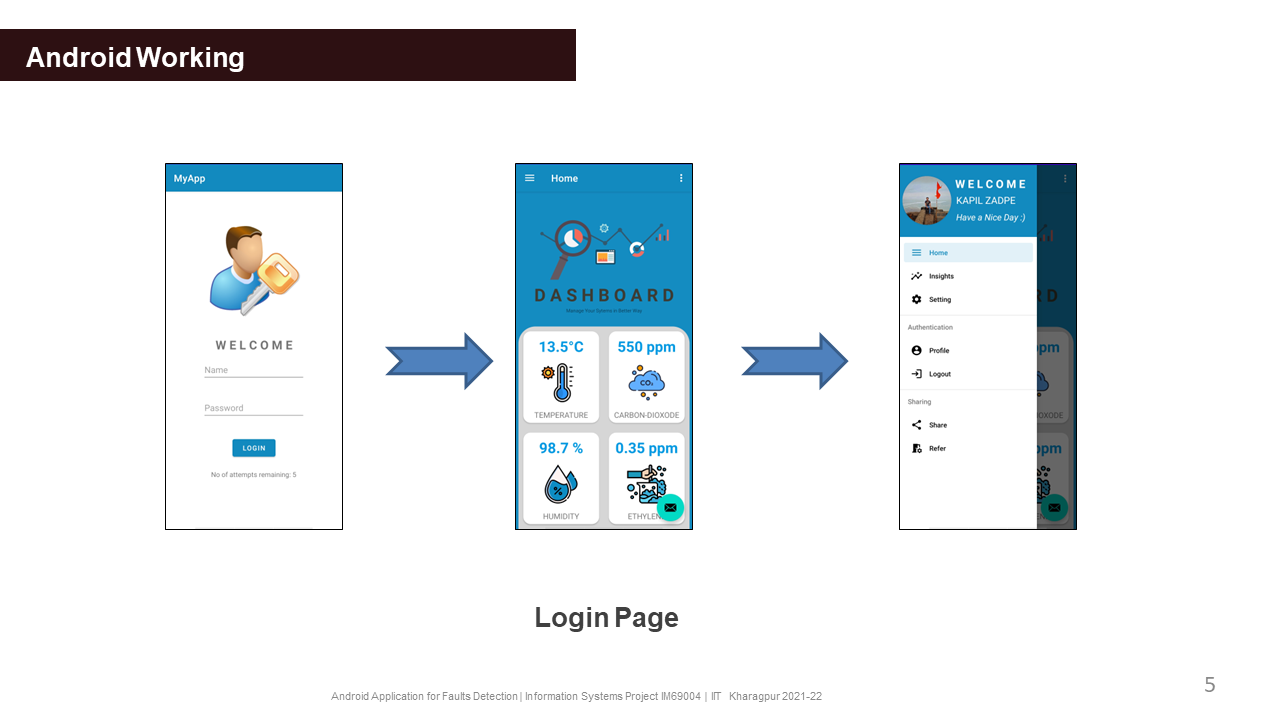 Android Working
MyApp
WELCOME
Name
Password
LOGIN
No of attempts remaining: 5
Home
DASHBOARD
Manage Your System In Better Way
13.5°C
550 ppm
CO₂
TEMPERATURE
CARBON-DIOXODE
98.7 %
0.35 ppm
%
HUMIDITY
ETHYLEN
WELCOME
KAPIL ZADPE
Have a Nice Day :)
Home
Insights
Setting
Authentication
Profile
Logout
Sharing
Share
Refer
RD
pm
IOXODE
ppm
Login Page
Android Application for Faults Detection | Information Systems Project IM69004 | IIT Kharagpur 2021-22
5